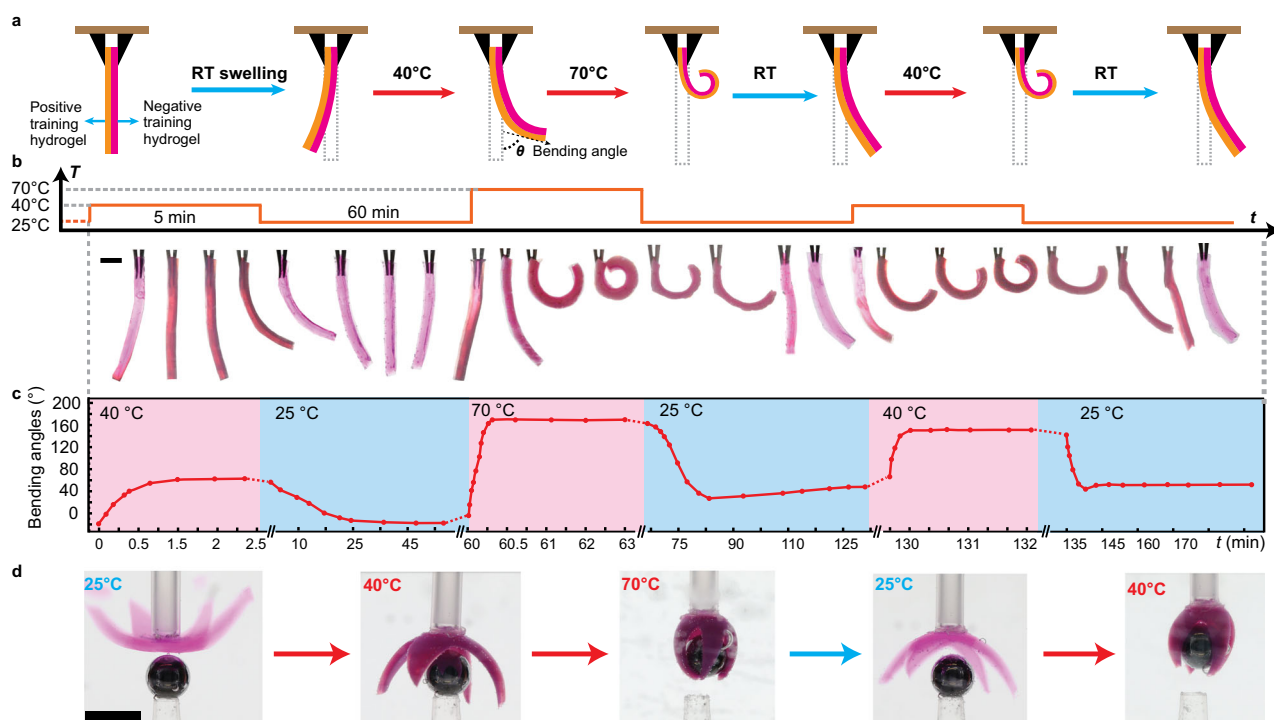 a
RT swelling
40°C
70°C
RT
40°C
RT
Positive
training
hydrogel
Negative
training
hydrogel
θ Bending angle
b
T
70°C
40°C
25°C
5 min
60 min
t
c
Bending angles (°)
200
160
120
80
40
0
40 °C
25 °C
70 °C
25 °C
40 °C
25 °C
0 0.5 1.5 2 2.5 10 25 45 60 60.5 61 62 63 75 90 110 125 130 131 132 135 145 160 170 t (min)
d
25°C
40°C
70°C
25°C
40°C